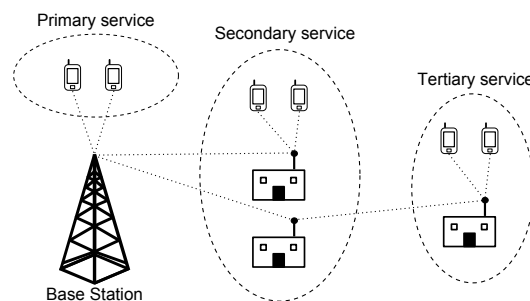 Primary service
Secondary service
Tertiary service
Base Station